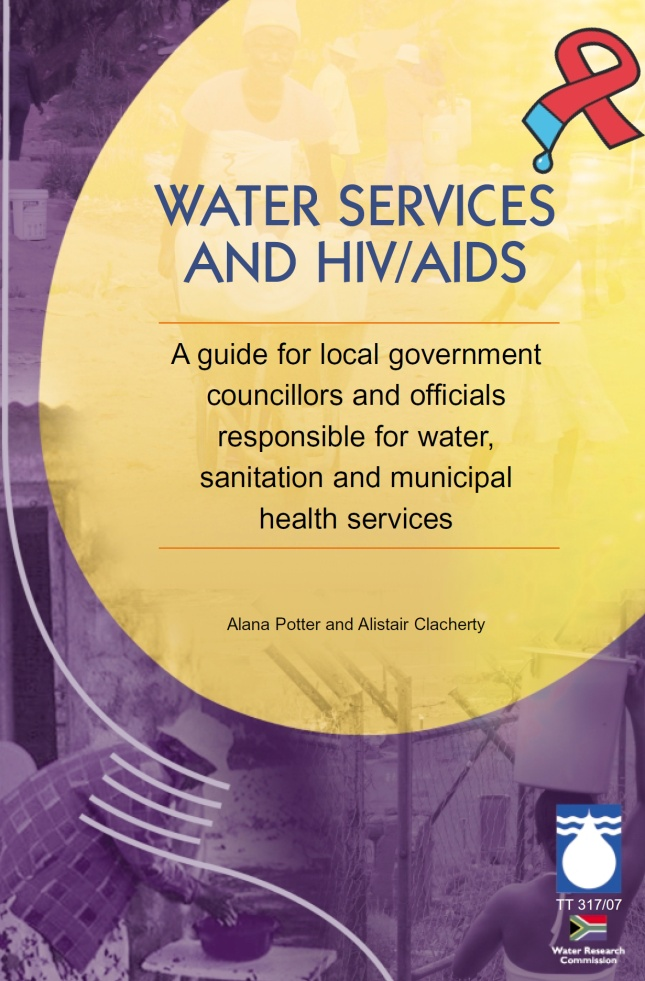 WATER SERVICES
AND HIV/AIDS
A guide for local government
councillors and officials
responsible for water,
sanitation and municipal
health services
Alana Potter and Alistair Clacherty
TT 317/07
Water Research
Commission